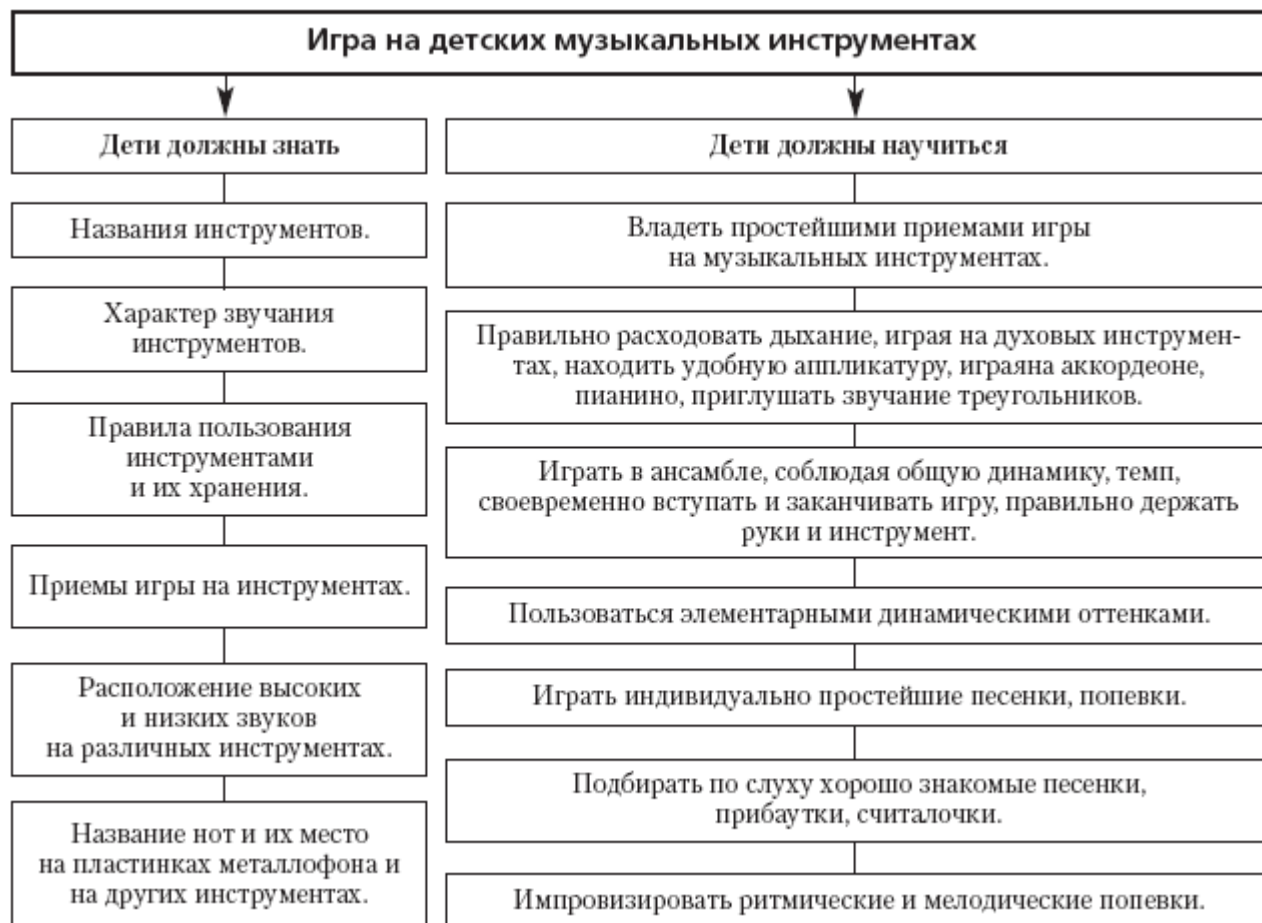 Игра на детских музыкальных инструментах
Дети должны знать
Названия инструментов.
Характер звучания
инструментов.
Правила пользования
инструментами
и их хранения.
Приемы игры на инструментах.
Расположение высоких
и низких звуков
на различных инструментах.
Название нот и их место
на пластинках металлофона и
на других инструментах.
Дети должны научиться
Владеть простейшими приемами игры
на музыкальных инструментах.
Правильно расходовать дыхание, играя на духовых инструмен-
тах, находить удобную аппликатуру, играяна аккордеоне,
пианино, приглушать звучание треугольников.
Играть в ансамбле, соблюдая общую динамику, темп,
своевременно вступать и заканчивать игру, правильно держать
руки и инструмент.
Пользоваться элементарными динамическими оттенками.
Играть индивидуально простейшие песенки, попевки.
Подбирать по слуху хорошо знакомые песенки,
прибаутки, считалочки.
Импровизировать ритмические и мелодические попевки.